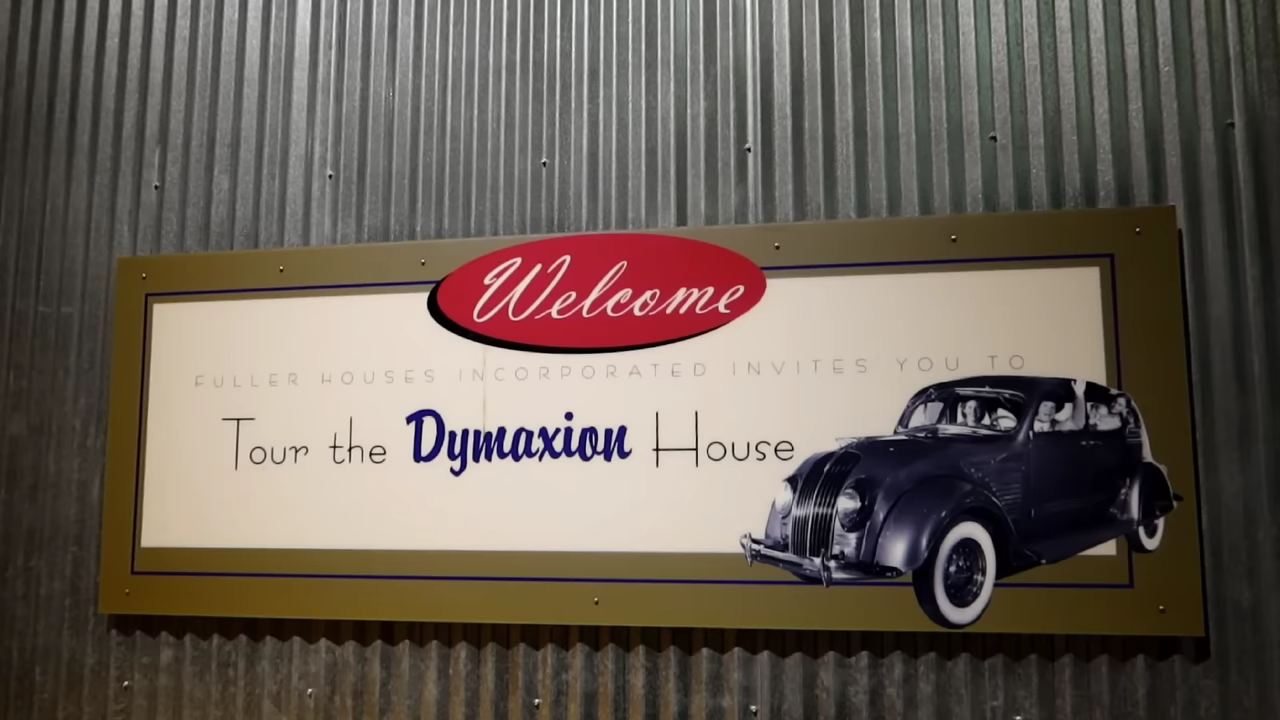 Welcome
FULLER HOUSES INCORPORATED INVITES YOU TO
Tour the Dymaxion House